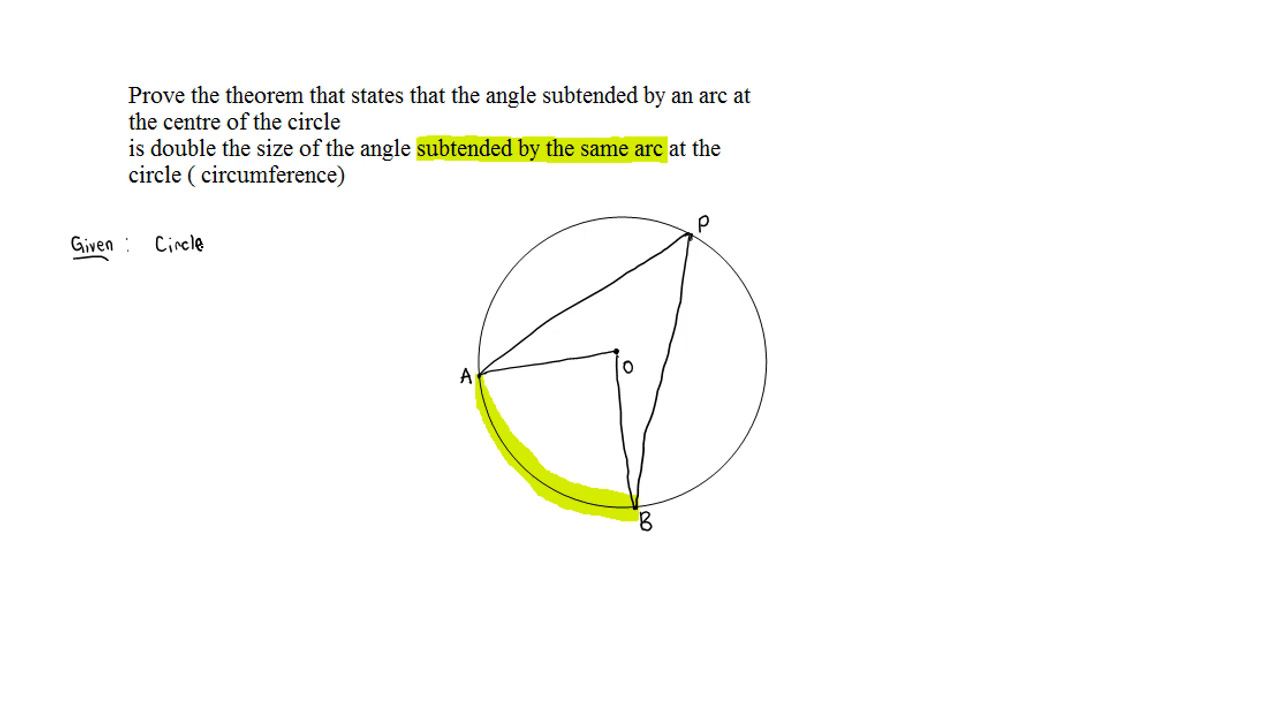 Prove the theorem that states that the angle subtended by an arc at
the centre of the circle
is double the size of the angle subtended by the same arc at the
circle ( circumference)
Given : Circle
P
A
O
B